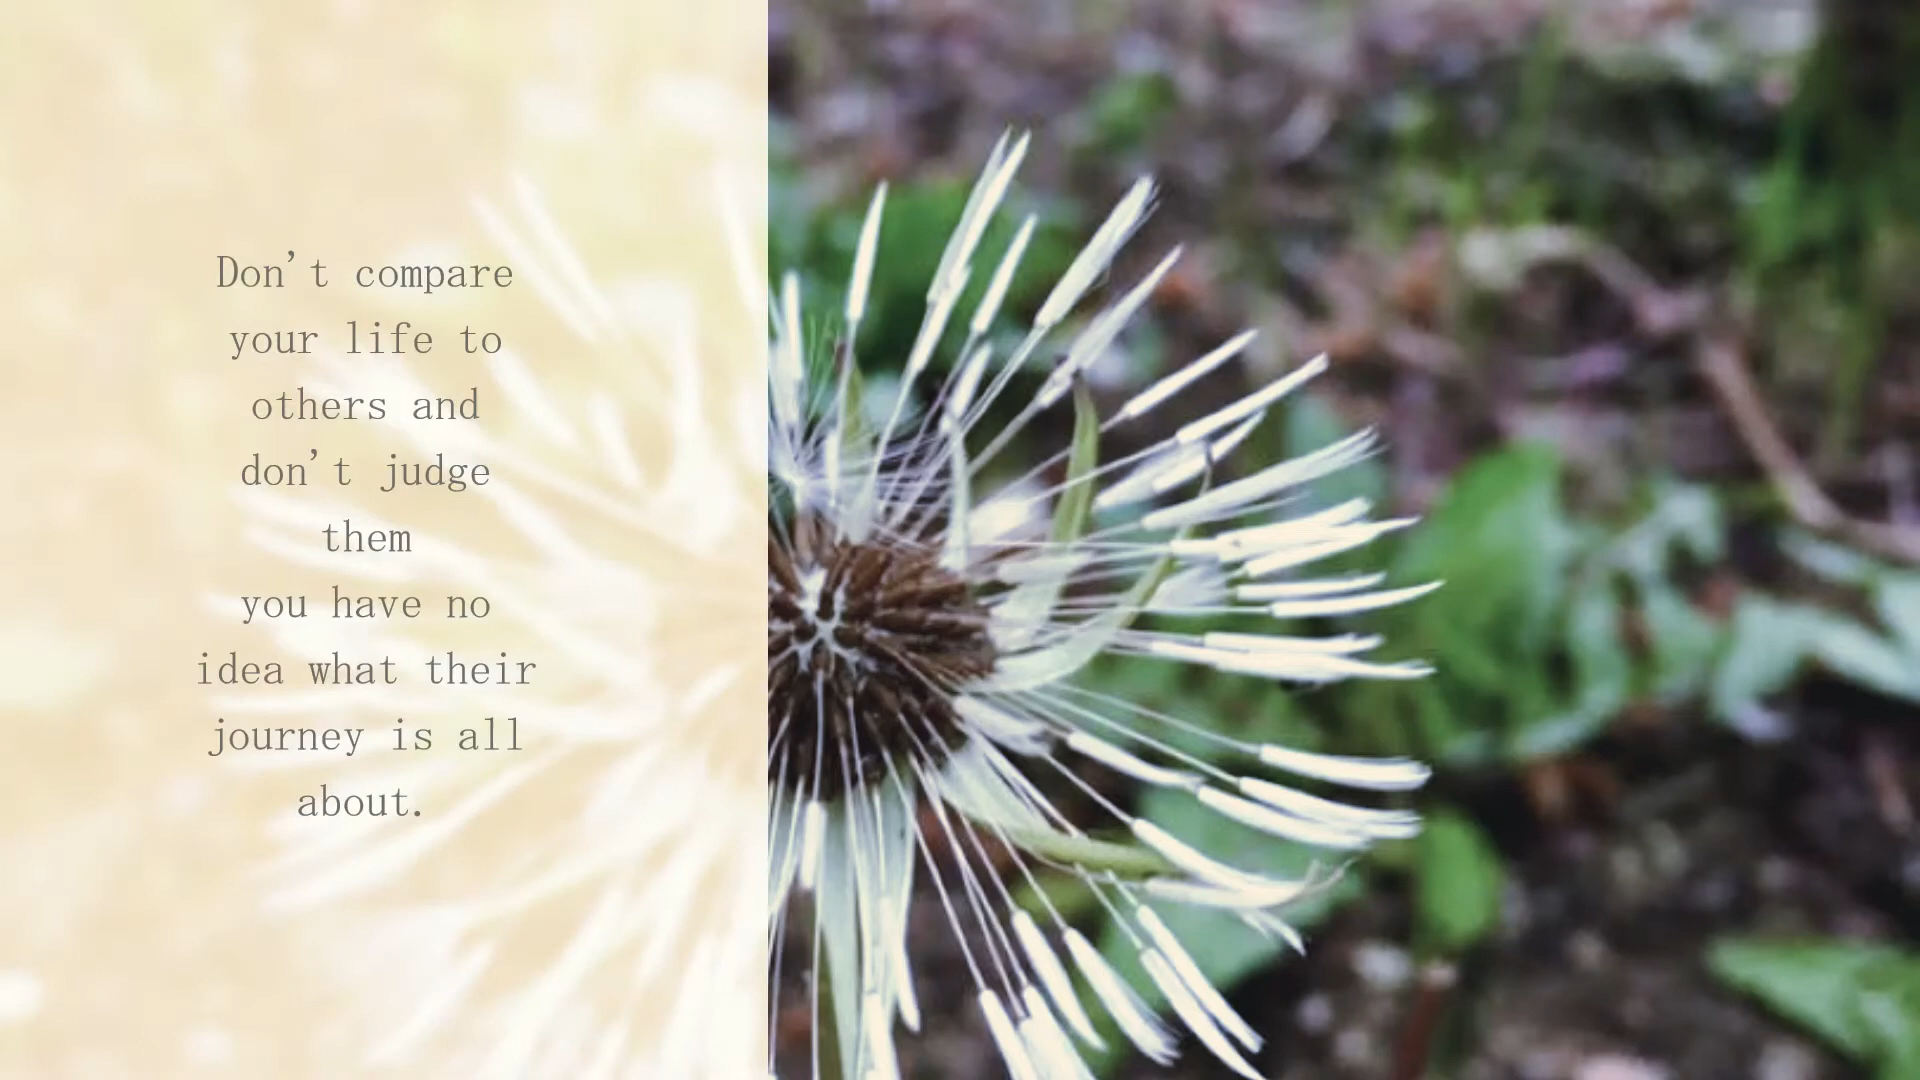 Don't compare
your life to
others and
don't judge
them
you have no
idea what their
journey is all
about.